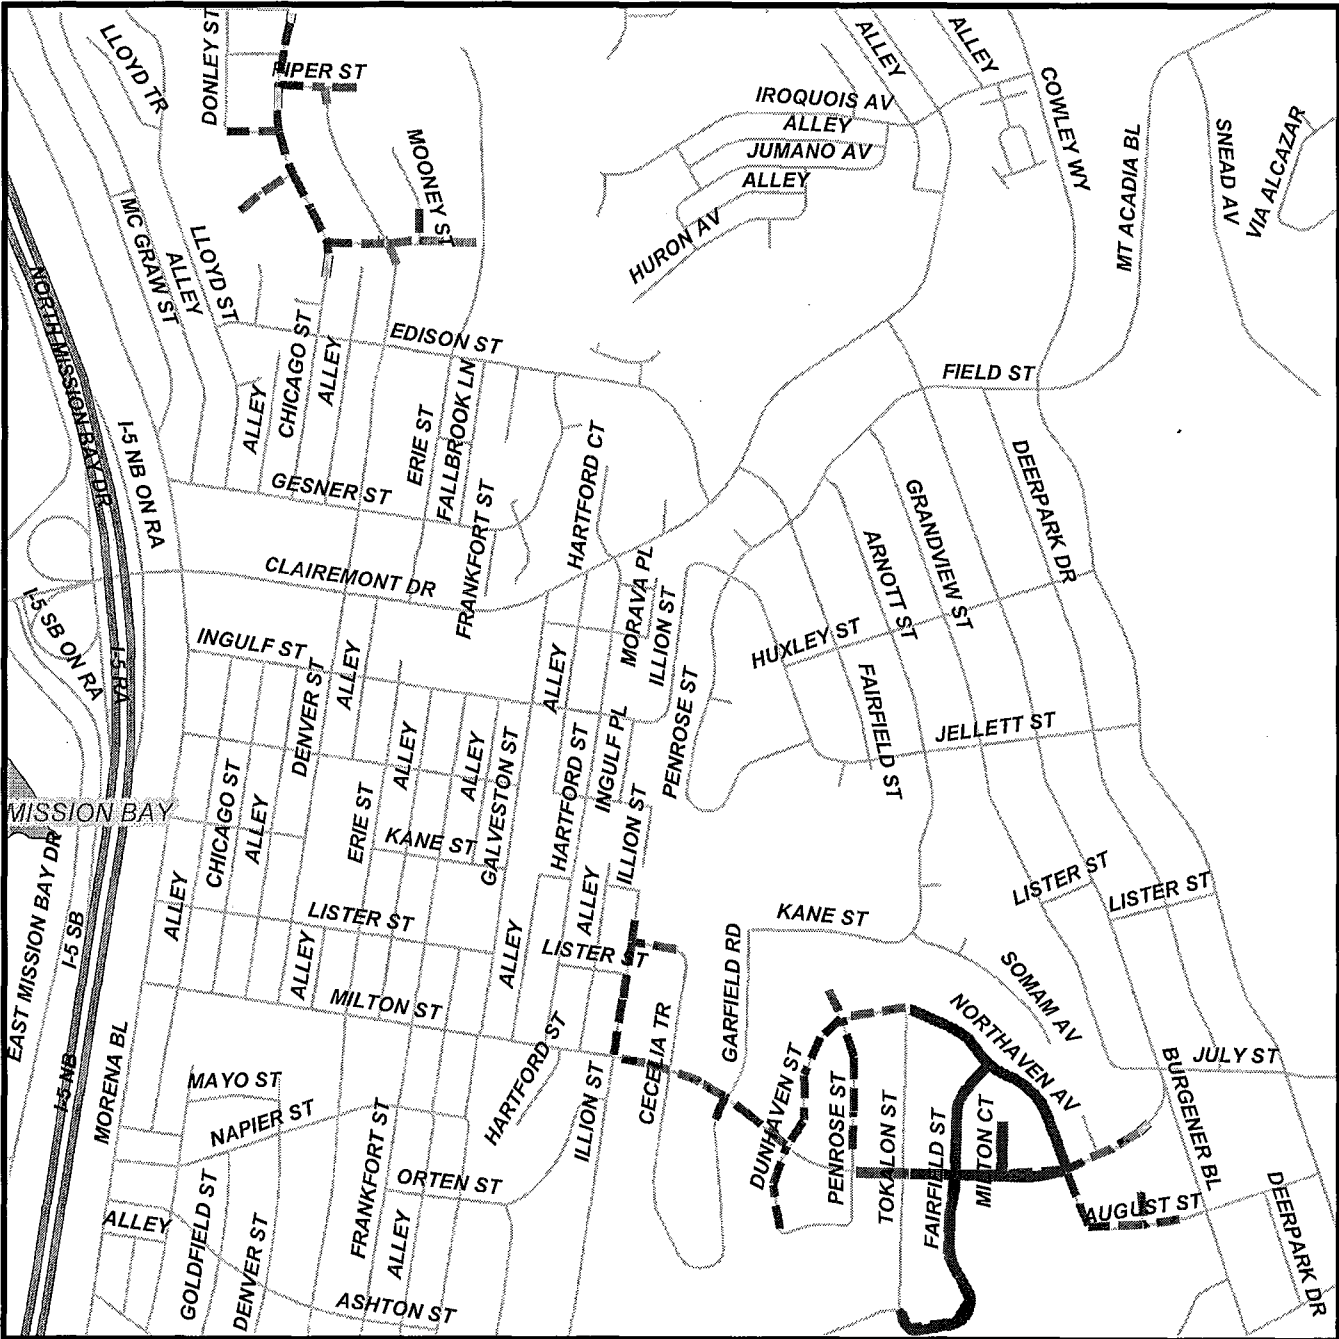 LLOYD TR
DONLEY ST
PIPER ST
MOONEY ST
ALLEY
ALLEY
IROQUOIS AV
ALLEY
JUMANO AV
ALLEY
HURON AV
COWLEY WY
MT ACADIA BL
SNEAD AV
VIA ALCAZAR
MC GRAW ST
ALLEY
LLOYD ST
NORTH MISSION BAY DR
CHICAGO ST
ALLEY
EDISON ST
FIELD ST
ALLEY
ERIE ST
FALLBROOK LN
I-5 NB ON RA
GESNER ST
FRANKFORT ST
HARTFORD CT
DEERPARK DR
GRANDVIEW ST
ARNOTT ST
CLAIREMONT DR
MORAVA PL
ILLION ST
I-5 SB ON RA
I-5 RA
INGULF ST
DENVER ST
ALLEY
ALLEY
HUXLEY ST
FAIRFIELD ST
PENROSE ST
JELLETT ST
ALLEY
ALLEY
GALVESTON ST
HARTFORD ST
INGULF PL
ILLION ST
MISSION BAY
CHICAGO ST
ALLEY
ERIE ST
KANE ST
EAST MISSION BAY DR
I-5 SB
ALLEY
LISTER ST
ALLEY
ALLEY
ALLEY
LISTER ST
KANE ST
LISTER ST
LISTER ST
GARFIELD RD
SOMAM AV
MILTON ST
NORTHAVEN AV
I-5 NB
MORENA BL
MAYO ST
NAPIER ST
HARTFORD ST
ILLION ST
CECELIA TR
DUNHAVEN ST
PENROSE ST
TOKALON ST
FAIRFIELD ST
MILTON CT
BURGENER BL
JULY ST
FRANKFORT ST
ORTEN ST
AUGUST ST
DEERPARK DR
ALLEY
GOLDFIELD ST
DENVER ST
ALLEY
ASHTON ST